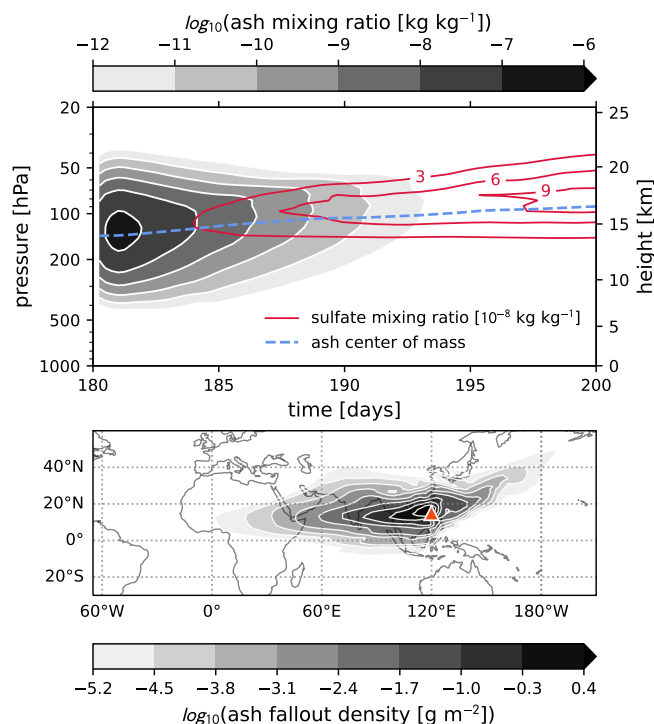 log₁₀(ash mixing ratio [kg kg⁻¹])
−12 −11 −10 −9 −8 −7 −6
20 50 100 200 500 1000
pressure [hPa]
3 6 9
25 20 15 10 5 0
height [km]
sulfate mixing ratio [10⁻⁸ kg kg⁻¹]
ash center of mass
180 185 190 195 200
time [days]
40°N
20°N
0°
20°S
60°W 0° 60°E 120°E 180°W
−5.2 −4.5 −3.8 −3.1 −2.4 −1.7 −1.0 −0.3 0.4
log₁₀(ash fallout density [g m⁻²])